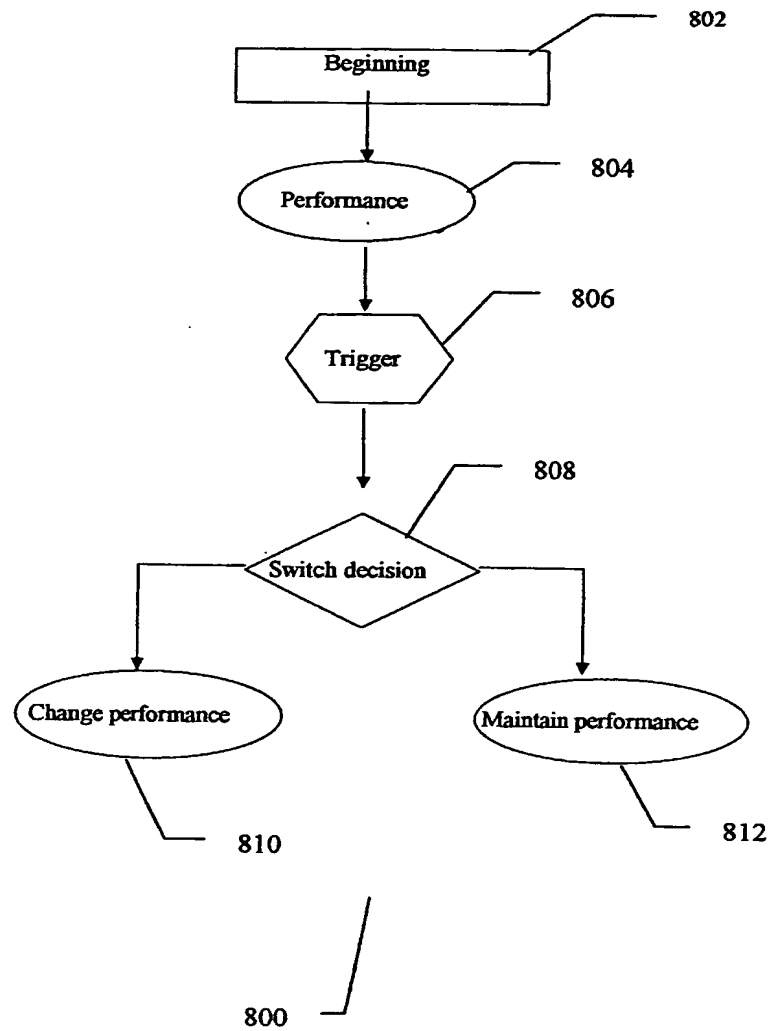 802
Beginning
804
Performance
806
Trigger
808
Switch decision
Change performance
Maintain performance
810
812
800